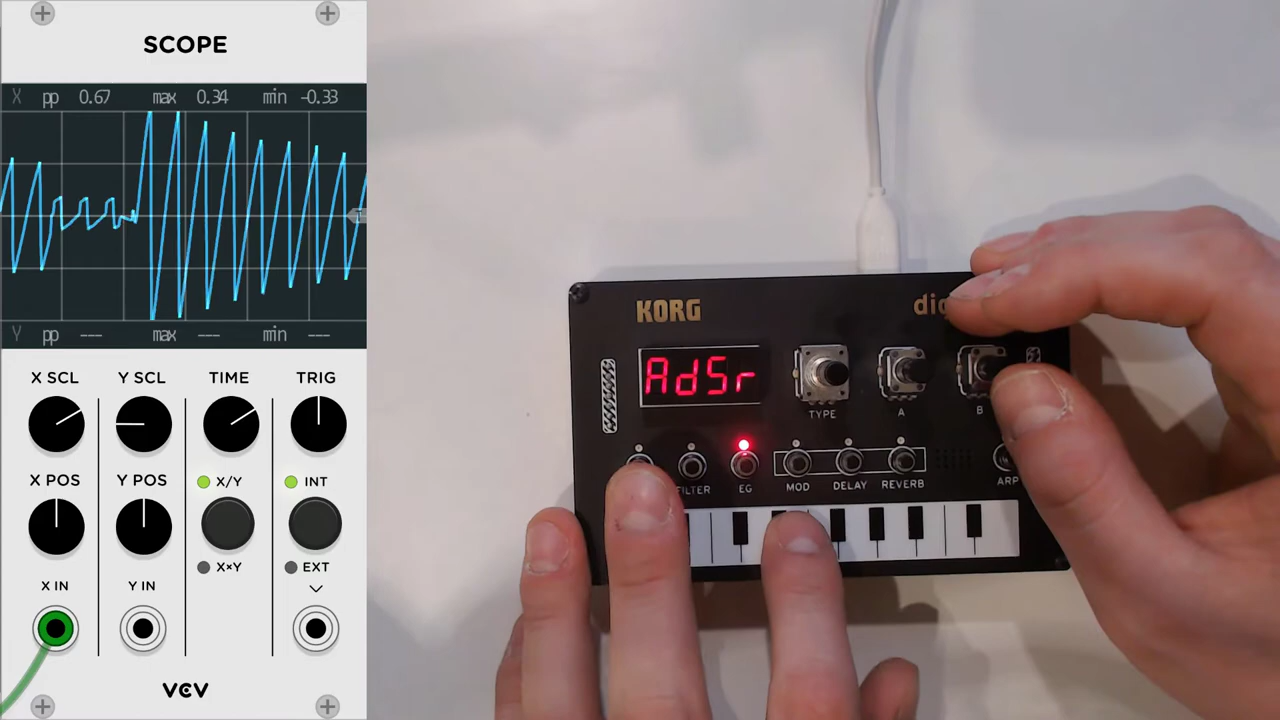 SCOPE
X pp 0.67 max 0.34 min -0.33
Y pp --- max --- min ---
X SCL Y SCL TIME TRIG
X POS Y POS X/Y INT
X×Y EXT
X IN Y IN
VCV
KORG
AdSr
TYPE A B
FILTER EG MOD DELAY REVERB ARP